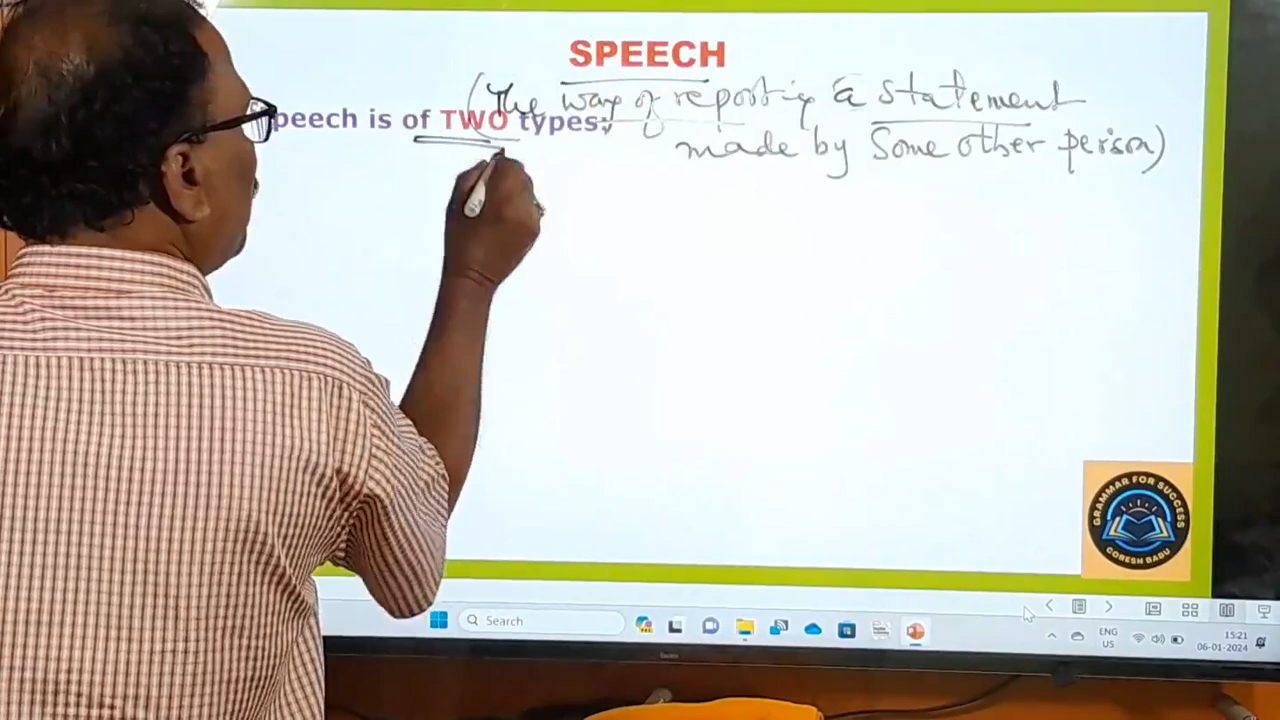 SPEECH
(The way of reporting a statement
peech is of TWO types:
made by Some other person)
GRAMMAR FOR SUCCESS
GOBESH BABU
Search
ENG
US
15:21
06-01-2024